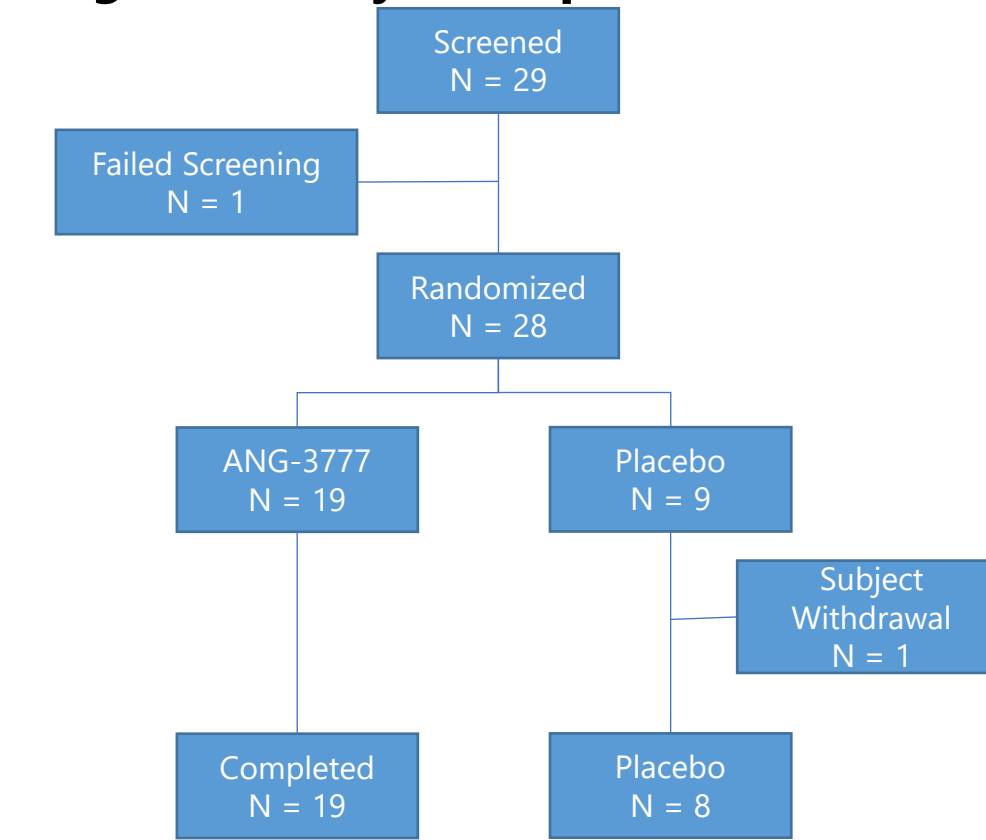 Screened
N = 29
Failed Screening
N = 1
Randomized
N = 28
ANG-3777
N = 19
Placebo
N = 9
Subject
Withdrawal
N = 1
Completed
N = 19
Placebo
N = 8